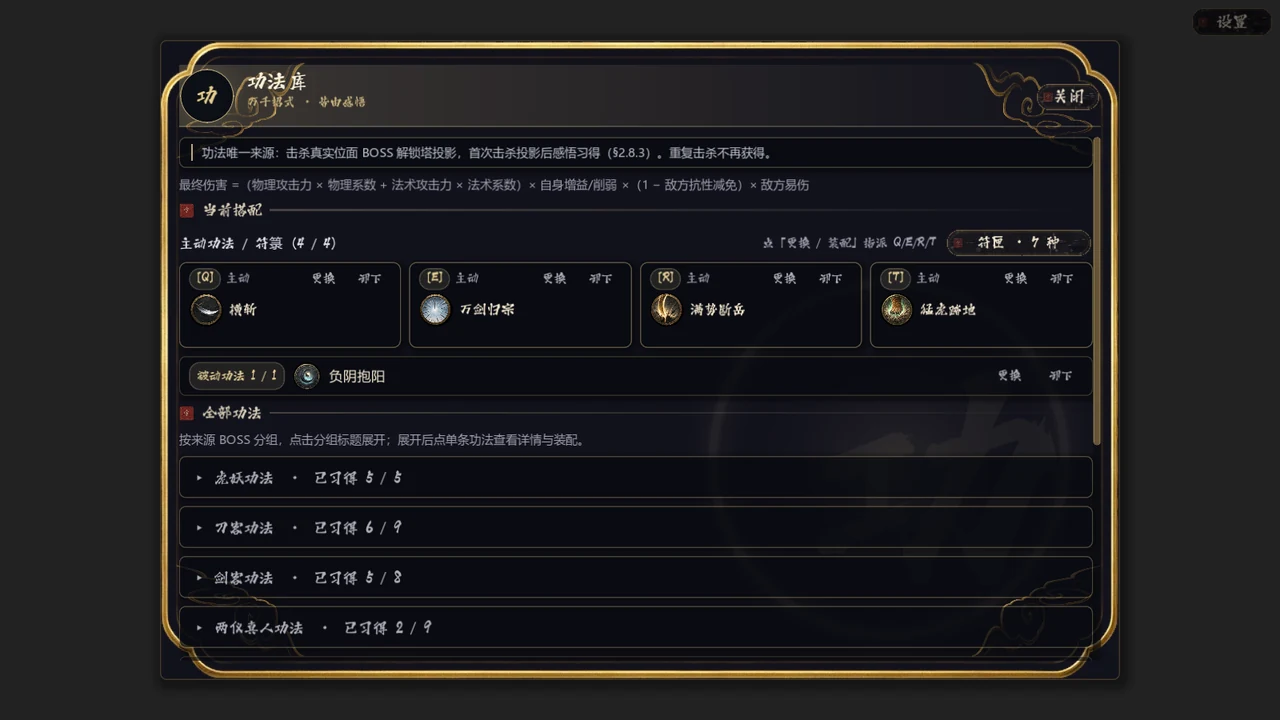 设置
功
功法库
万千招式 · 皆由感悟
关闭
功法唯一来源：击杀真实位面 BOSS 解锁塔投影，首次击杀投影后感悟习得（§2.8.3）。重复击杀不再获得。
最终伤害 =（物理攻击力 × 物理系数 + 法术攻击力 × 法术系数）× 自身增益/削弱 ×（1 − 敌方抗性减免）× 敌方易伤
当前搭配
主动功法 / 符箓（4 / 4）
点「更换 / 装配」指派 Q/E/R/T
符匣 · 7 种
[Q] 主动 更换 卸下
横斩
[E] 主动 更换 卸下
万剑归宗
[R] 主动 更换 卸下
满势断岳
[T] 主动 更换 卸下
猛虎踏地
被动功法 1 / 1 负阴抱阳 更换 卸下
全部功法
按来源 BOSS 分组，点击分组标题展开；展开后点单条功法查看详情与装配。
▸ 虎妖功法 · 已习得 5 / 5
▸ 刀客功法 · 已习得 6 / 9
▸ 剑客功法 · 已习得 5 / 8
▸ 两仪真人功法 · 已习得 2 / 9